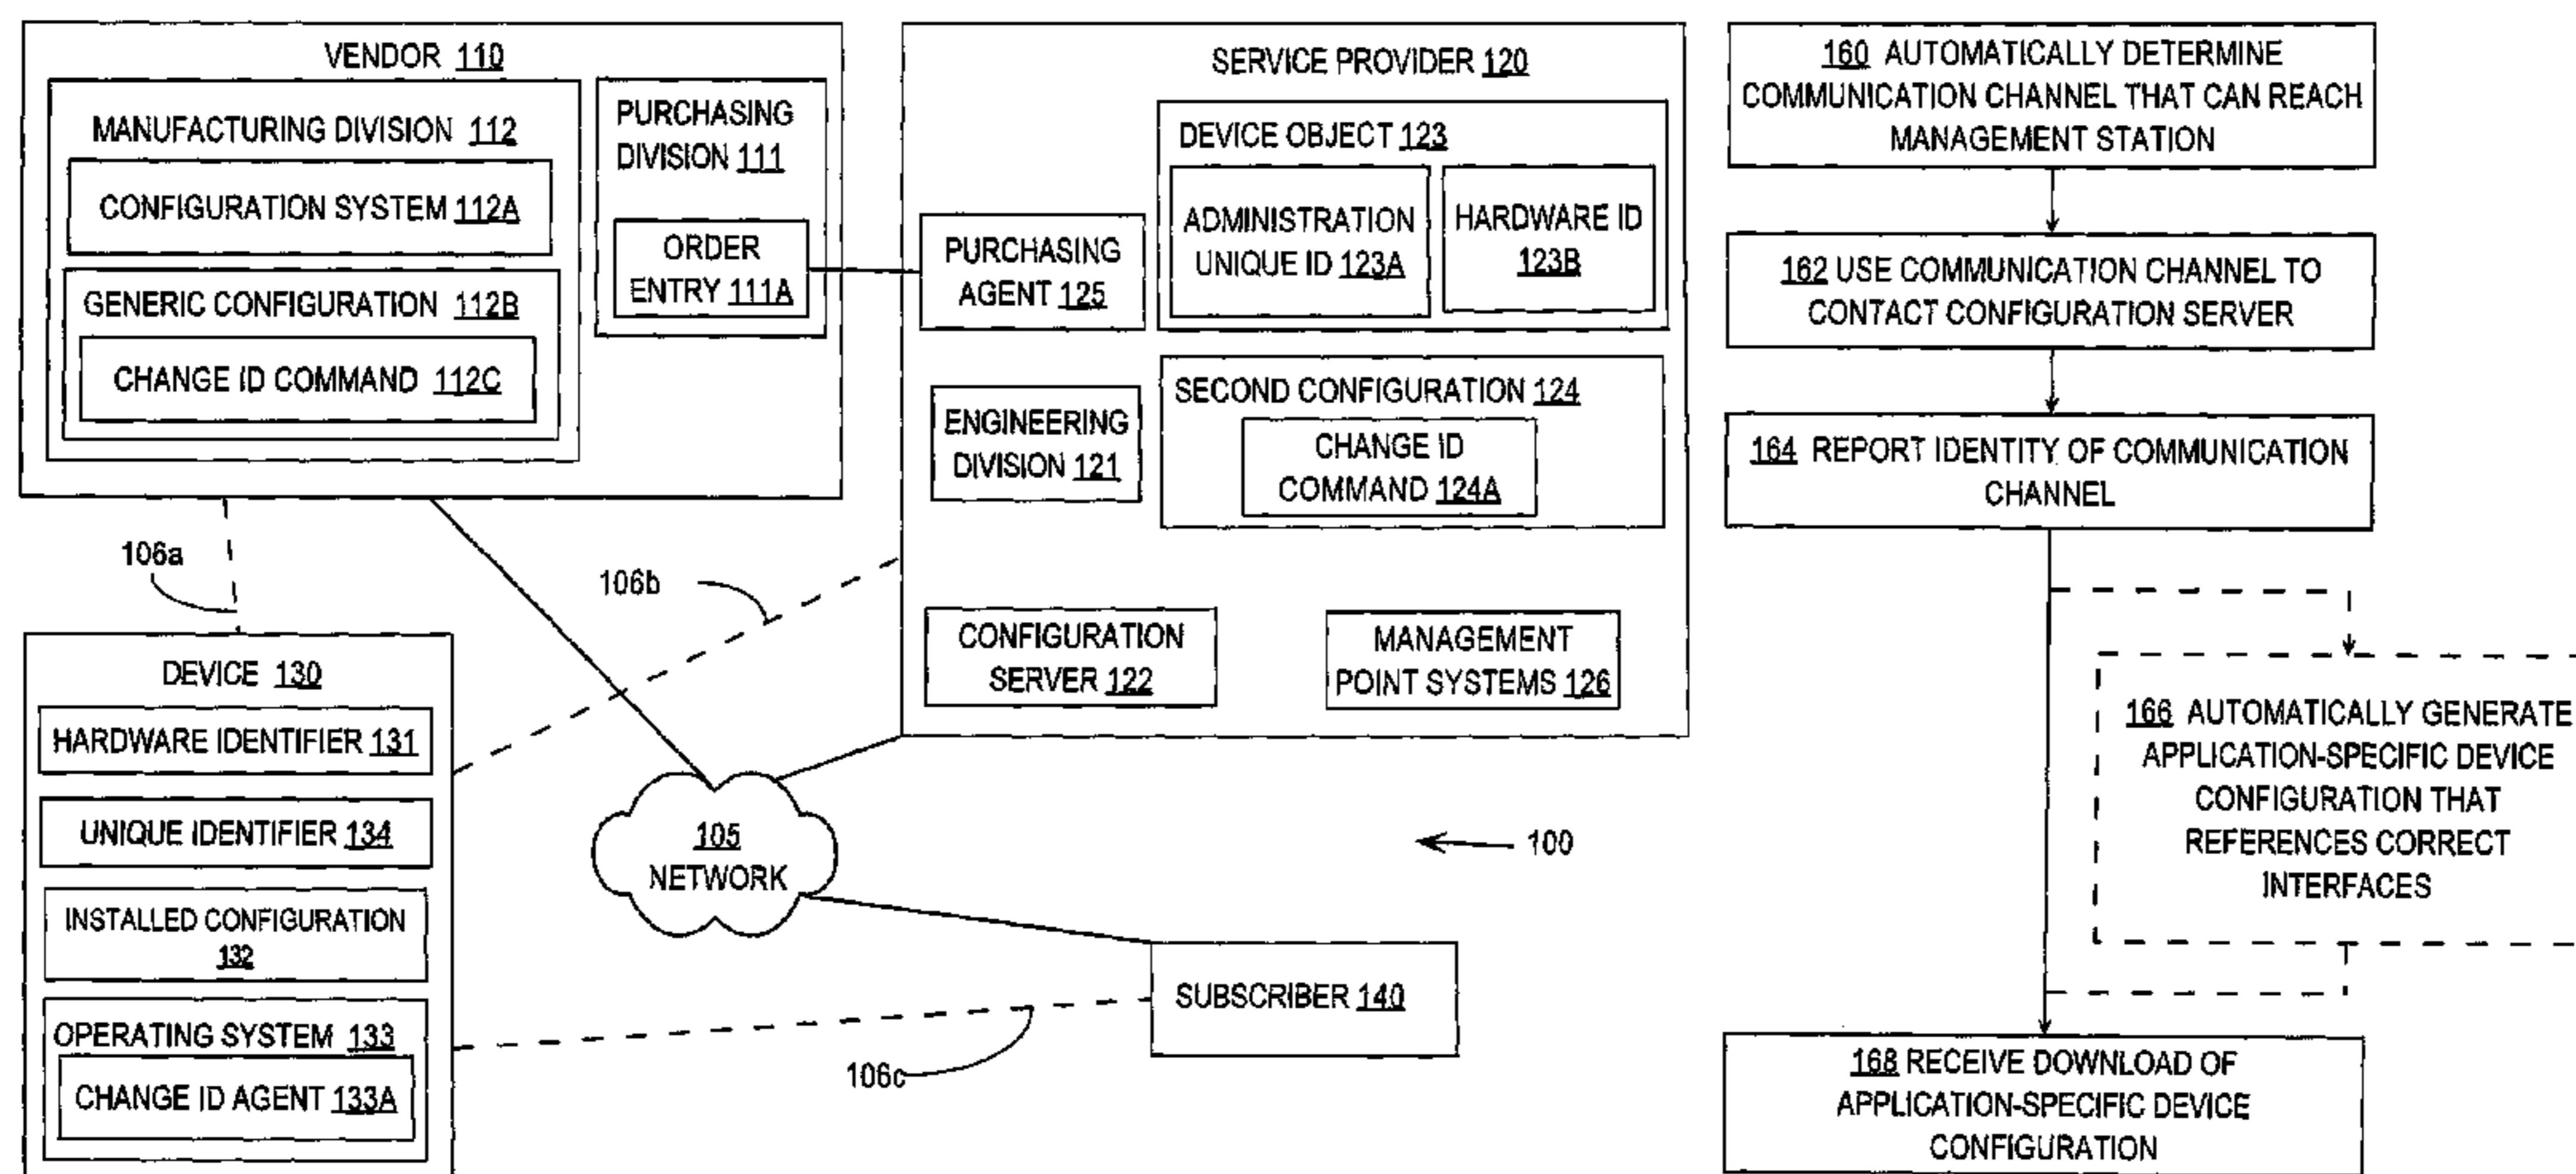 VENDOR 110
MANUFACTURING DIVISION 112
CONFIGURATION SYSTEM 112A
GENERIC CONFIGURATION 112B
CHANGE ID COMMAND 112C
PURCHASING
DIVISION 111
ORDER
ENTRY 111A
SERVICE PROVIDER 120
DEVICE OBJECT 123
ADMINISTRATION
UNIQUE ID 123A
HARDWARE ID
123B
PURCHASING
AGENT 125
SECOND CONFIGURATION 124
CHANGE ID
COMMAND 124A
ENGINEERING
DIVISION 121
CONFIGURATION
SERVER 122
MANAGEMENT
POINT SYSTEMS 126
106a
106b
DEVICE 130
HARDWARE IDENTIFIER 131
UNIQUE IDENTIFIER 134
INSTALLED CONFIGURATION
132
OPERATING SYSTEM 133
CHANGE ID AGENT 133A
105
NETWORK
100
SUBSCRIBER 140
106c
160 AUTOMATICALLY DETERMINE
COMMUNICATION CHANNEL THAT CAN REACH
MANAGEMENT STATION
162 USE COMMUNICATION CHANNEL TO
CONTACT CONFIGURATION SERVER
164 REPORT IDENTITY OF COMMUNICATION
CHANNEL
166 AUTOMATICALLY GENERATE
APPLICATION-SPECIFIC DEVICE
CONFIGURATION THAT
REFERENCES CORRECT
INTERFACES
168 RECEIVE DOWNLOAD OF
APPLICATION-SPECIFIC DEVICE
CONFIGURATION